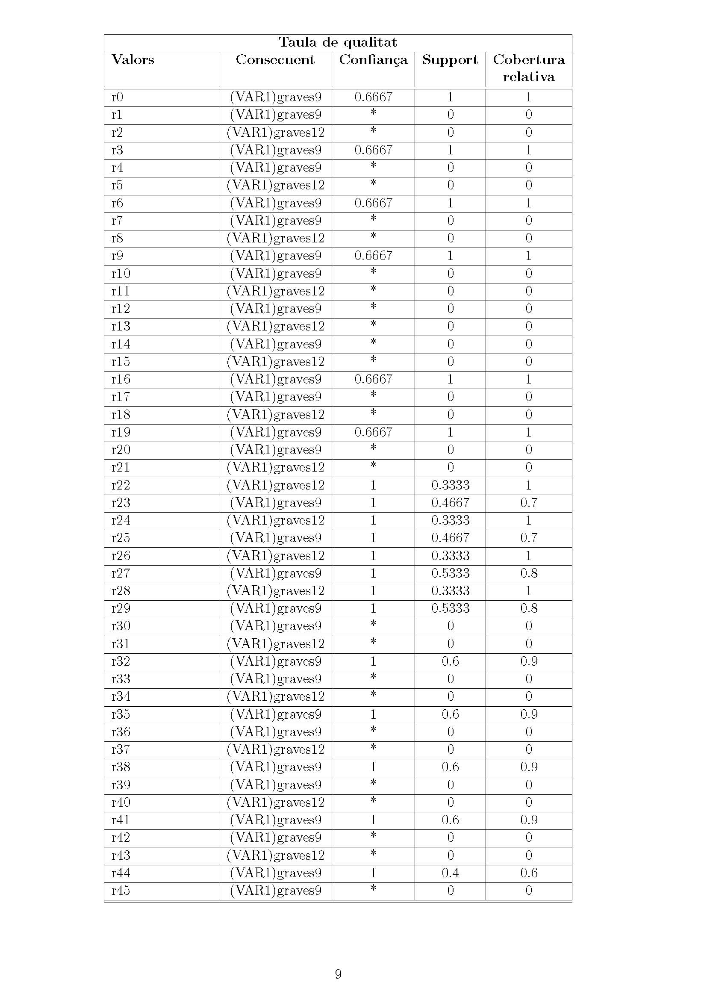 Taula de qualitat
Valors Consecuent Confiança Support Cobertura
relativa
r0 (VAR1)graves9 0.6667 1 1
r1 (VAR1)graves9 * 0 0
r2 (VAR1)graves12 * 0 0
r3 (VAR1)graves9 0.6667 1 1
r4 (VAR1)graves9 * 0 0
r5 (VAR1)graves12 * 0 0
r6 (VAR1)graves9 0.6667 1 1
r7 (VAR1)graves9 * 0 0
r8 (VAR1)graves12 * 0 0
r9 (VAR1)graves9 0.6667 1 1
r10 (VAR1)graves9 * 0 0
r11 (VAR1)graves12 * 0 0
r12 (VAR1)graves9 * 0 0
r13 (VAR1)graves12 * 0 0
r14 (VAR1)graves9 * 0 0
r15 (VAR1)graves12 * 0 0
r16 (VAR1)graves9 0.6667 1 1
r17 (VAR1)graves9 * 0 0
r18 (VAR1)graves12 * 0 0
r19 (VAR1)graves9 0.6667 1 1
r20 (VAR1)graves9 * 0 0
r21 (VAR1)graves12 * 0 0
r22 (VAR1)graves12 1 0.3333 1
r23 (VAR1)graves9 1 0.4667 0.7
r24 (VAR1)graves12 1 0.3333 1
r25 (VAR1)graves9 1 0.4667 0.7
r26 (VAR1)graves12 1 0.3333 1
r27 (VAR1)graves9 1 0.5333 0.8
r28 (VAR1)graves12 1 0.3333 1
r29 (VAR1)graves9 1 0.5333 0.8
r30 (VAR1)graves9 * 0 0
r31 (VAR1)graves12 * 0 0
r32 (VAR1)graves9 1 0.6 0.9
r33 (VAR1)graves9 * 0 0
r34 (VAR1)graves12 * 0 0
r35 (VAR1)graves9 1 0.6 0.9
r36 (VAR1)graves9 * 0 0
r37 (VAR1)graves12 * 0 0
r38 (VAR1)graves9 1 0.6 0.9
r39 (VAR1)graves9 * 0 0
r40 (VAR1)graves12 * 0 0
r41 (VAR1)graves9 1 0.6 0.9
r42 (VAR1)graves9 * 0 0
r43 (VAR1)graves12 * 0 0
r44 (VAR1)graves9 1 0.4 0.6
r45 (VAR1)graves9 * 0 0
9